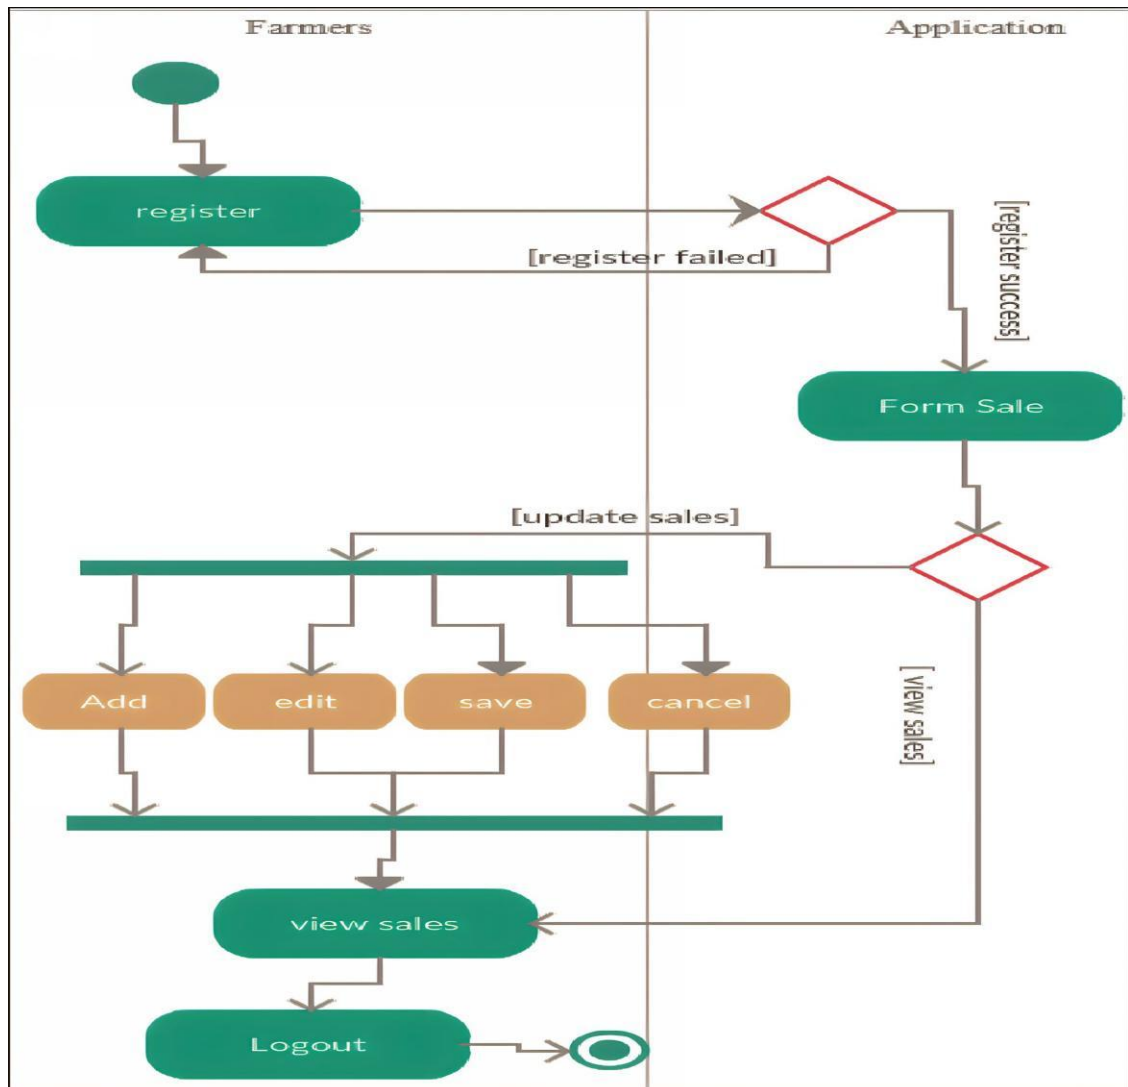 Farmers
Application
register
[register failed]
[register success]
Form Sale
[update sales]
Add
edit
save
cancel
[ view sales]
view sales
Logout